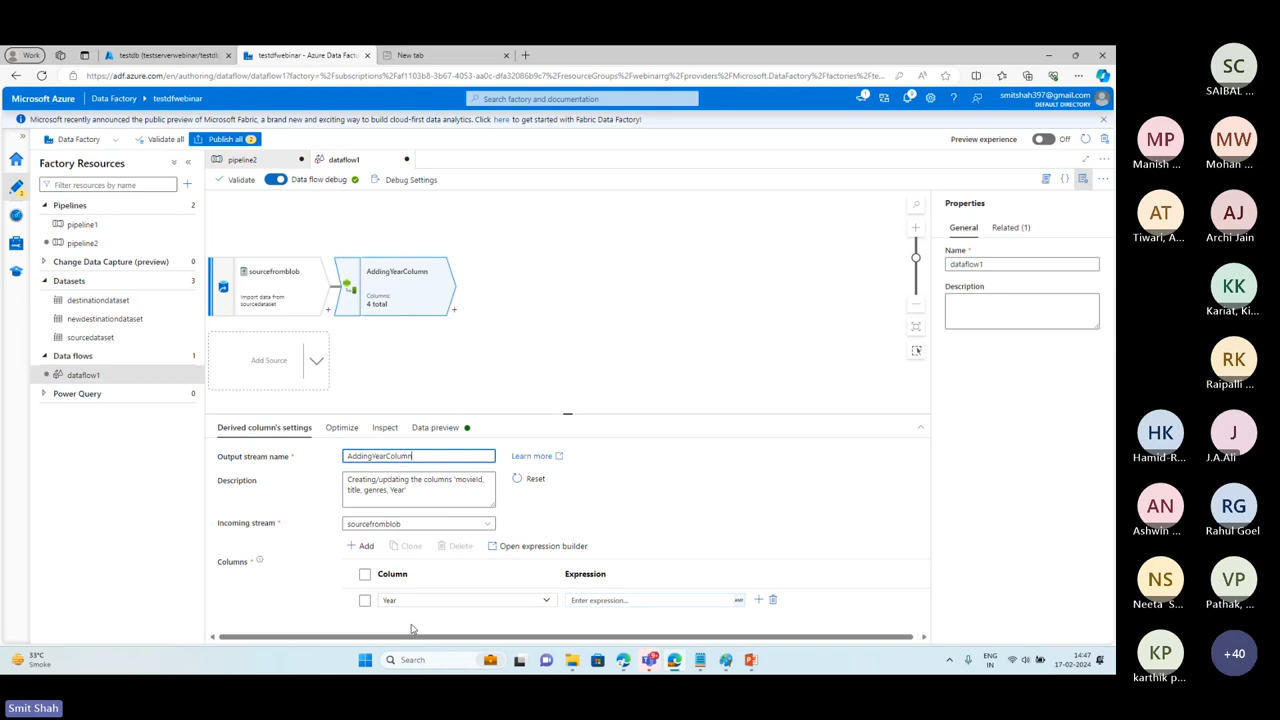 Work
testdb (testserverwebinar/testdb
testdfwebinar - Azure Data Fact
New tab
https://adf.azure.com/en/authoring/dataflow/dataflow1?factory=%2Fsubscriptions%2Faf1103b8-3b67-4053-aa0c-dfa32086b9c7%2FresourceGroups%2Fwebinarrg%2Fproviders%2FMicrosoft.DataFactory%2Ffactories%2Fte...
Microsoft Azure
Data Factory
testdfwebinar
Search factory and documentation
smitshah397@gmail.com
DEFAULT DIRECTORY
Microsoft recently announced the public preview of Microsoft Fabric, a brand new and exciting way to build cloud-first data analytics. Click here to get started with Fabric Data Factory!
Data Factory
Validate all
Publish all 2
Preview experience
Off
Factory Resources
Filter resources by name
Pipelines 2
pipeline1
pipeline2
Change Data Capture (preview) 0
Datasets 3
destinationdataset
newdestinationdataset
sourcedataset
Data flows 1
dataflow1
Power Query 0
pipeline2
dataflow1
Validate
Data flow debug
Debug Settings
sourcefromblob
Import data from
sourcedataset
AddingYearColumn
Columns:
4 total
Add Source
Properties
General
Related (1)
Name *
dataflow1
Description
Derived column's settings
Optimize
Inspect
Data preview
Output stream name *
AddingYearColumn
Learn more
Description
Creating/updating the columns 'movieId,
title, genres, Year'
Reset
Incoming stream *
sourcefromblob
Add
Clone
Delete
Open expression builder
Columns *
Column
Expression
Year
Enter expression...
ANY
33°C
Smoke
Search
ENG
IN
14:47
17-02-2024
Smit Shah
SC
SAIBAL ...
MP
Manish ...
MW
Mohan ...
AT
Tiwari, A...
AJ
Archi Jain
KK
Kariat, Ki...
RK
Raipalli ...
HK
Hamid-R...
J
J.A.Ali
AN
Ashwin ...
RG
Rahul Goel
NS
Neeta S...
VP
Pathak, ...
KP
karthik p...
+40